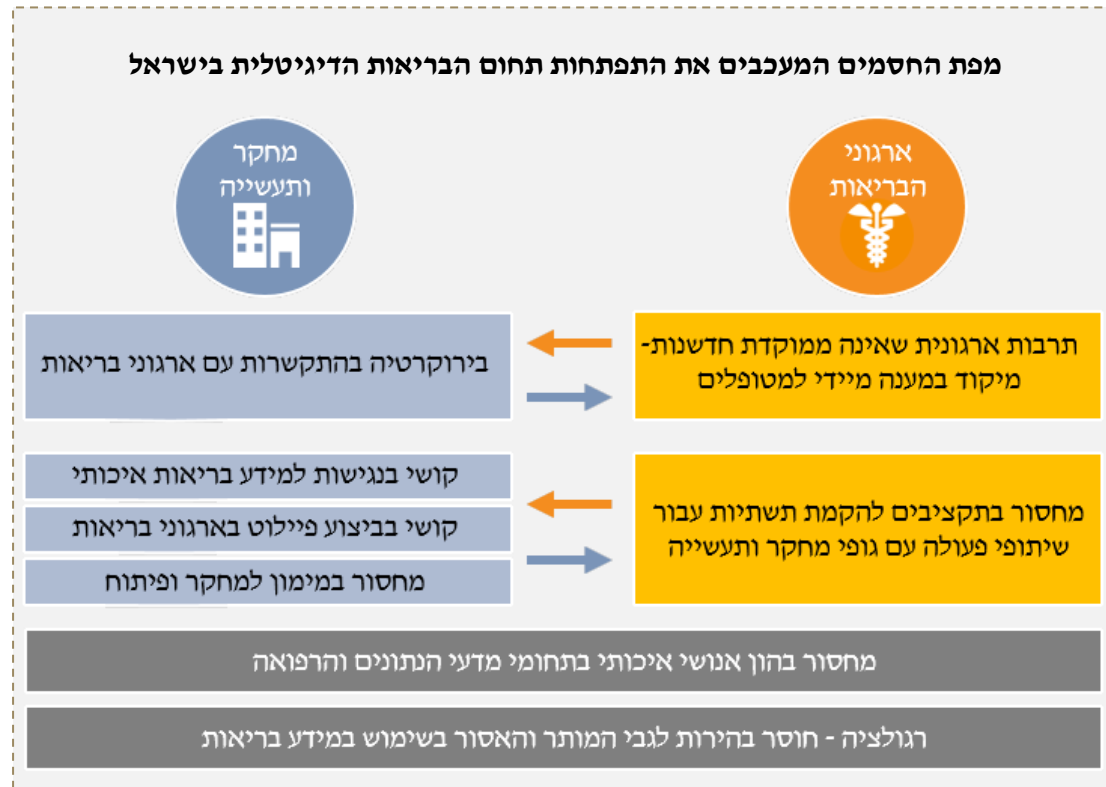 מפת החסמים המעכבים את התפתחות תחום הבריאות הדיגיטלית בישראל
ארגוני
הבריאות
מחקר
ותעשייה
תרבות ארגונית שאינה ממוקדת חדשנות-
מיקוד במענה מיידי למטופלים
בירוקרטיה בהתקשרות עם ארגוני בריאות
מחסור בתקציבים להקמת תשתיות עבור
שיתופי פעולה עם גופי מחקר ותעשייה
קושי בנגישות למידע בריאות איכותי
קושי בביצוע פיילוט בארגוני בריאות
מחסור במימון למחקר ופיתוח
מחסור בהון אנושי איכותי בתחומי מדעי הנתונים והרפואה
רגולציה - חוסר בהירות לגבי המותר והאסור בשימוש במידע בריאות